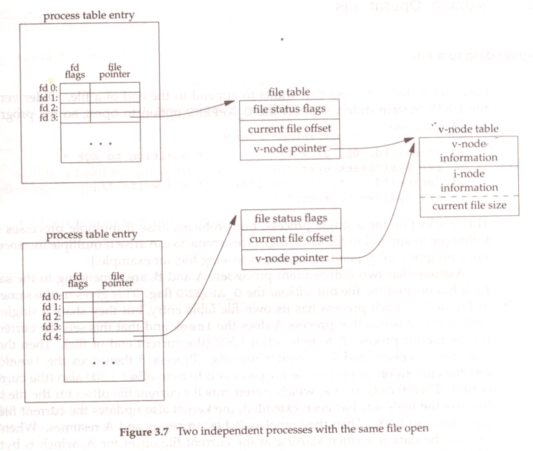 process table entry
fd flags
file pointer
fd 0:
fd 1:
fd 2:
fd 3:
. . .
file table
file status flags
current file offset
v-node pointer
v-node table
v-node information
i-node information
current file size
process table entry
fd flags
file pointer
fd 0:
fd 1:
fd 2:
fd 3:
fd 4:
. . .
file status flags
current file offset
v-node pointer
Figure 3.7 Two independent processes with the same file open